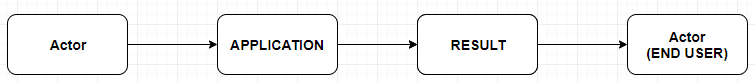 Actor
APPLICATION
RESULT
Actor
(END USER)